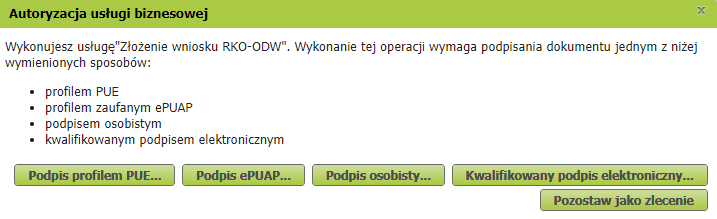 Autoryzacja usługi biznesowej x
Wykonujesz usługę"Złożenie wniosku RKO-ODW". Wykonanie tej operacji wymaga podpisania dokumentu jednym z niżej
wymienionych sposobów:
• profilem PUE
• profilem zaufanym ePUAP
• podpisem osobistym
• kwalifikowanym podpisem elektronicznym
Podpis profilem PUE... Podpis ePUAP... Podpis osobisty... Kwalifikowany podpis elektroniczny...
Pozostaw jako zlecenie